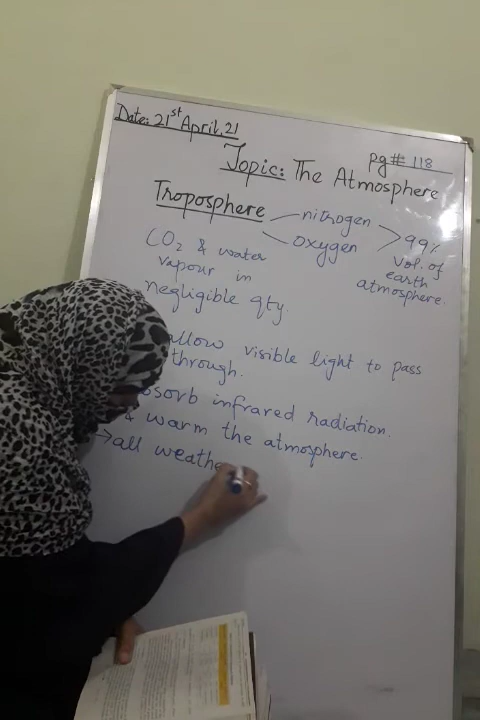 Date: 21st April, 21
pg# 118
Topic: The Atmosphere
Troposphere
nitrogen
oxygen
99%
Vol. of
earth
atmosphere.
CO2 & water
vapour in
negligible qty.
allow visible light to pass
through.
infrared radiation.
& warm the atmosphere.
→all weathe